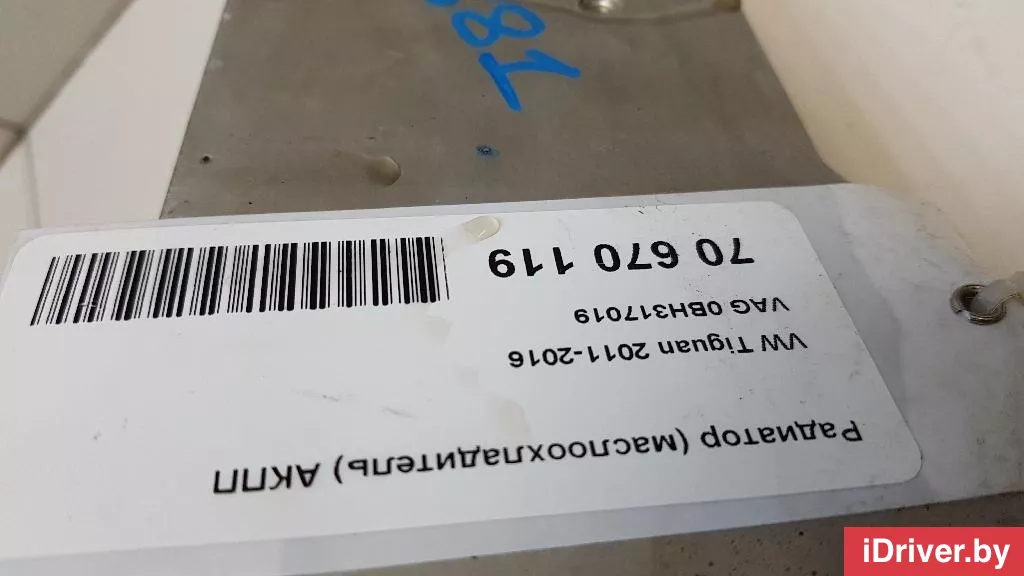 Радиатор (маслоохладитель) АКПП
VW Tiguan 2011-2016
VAG 0BH317019
70 670 119
iDriver.by